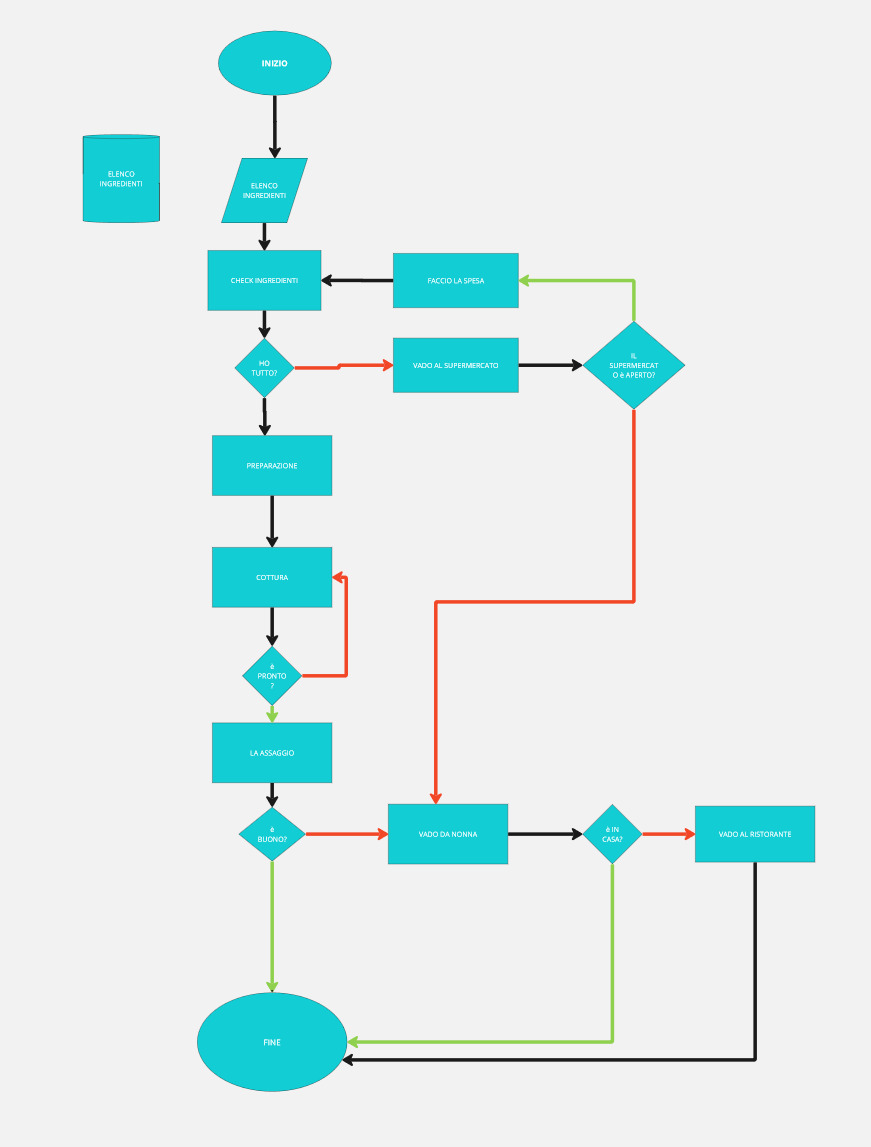 INIZIO
ELENCO
INGREDIENTI
ELENCO
INGREDIENTI
CHECK INGREDIENTI
FACCIO LA SPESA
HO
TUTTO?
VADO AL SUPERMERCATO
IL
SUPERMERCAT
O è APERTO?
PREPARAZIONE
COTTURA
è
PRONTO
?
LA ASSAGGIO
è
BUONO?
VADO DA NONNA
è IN
CASA?
VADO AL RISTORANTE
FINE